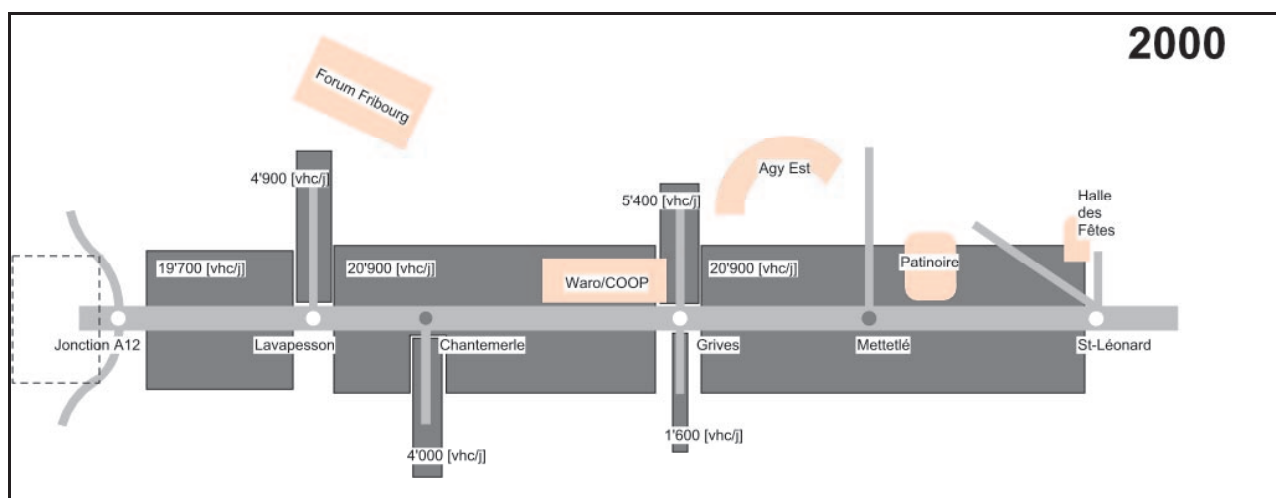 2000
Forum Fribourg
4'900 [vhc/j]
Agy Est
5'400 [vhc/j]
Halle
des
Fêtes
19'700 [vhc/j]
20'900 [vhc/j]
Waro/COOP
20'900 [vhc/j]
Patinoire
Jonction A12
Lavapesson
Chantemerle
Grives
Mettetlé
St-Léonard
4'000 [vhc/j]
1'600 [vhc/j]